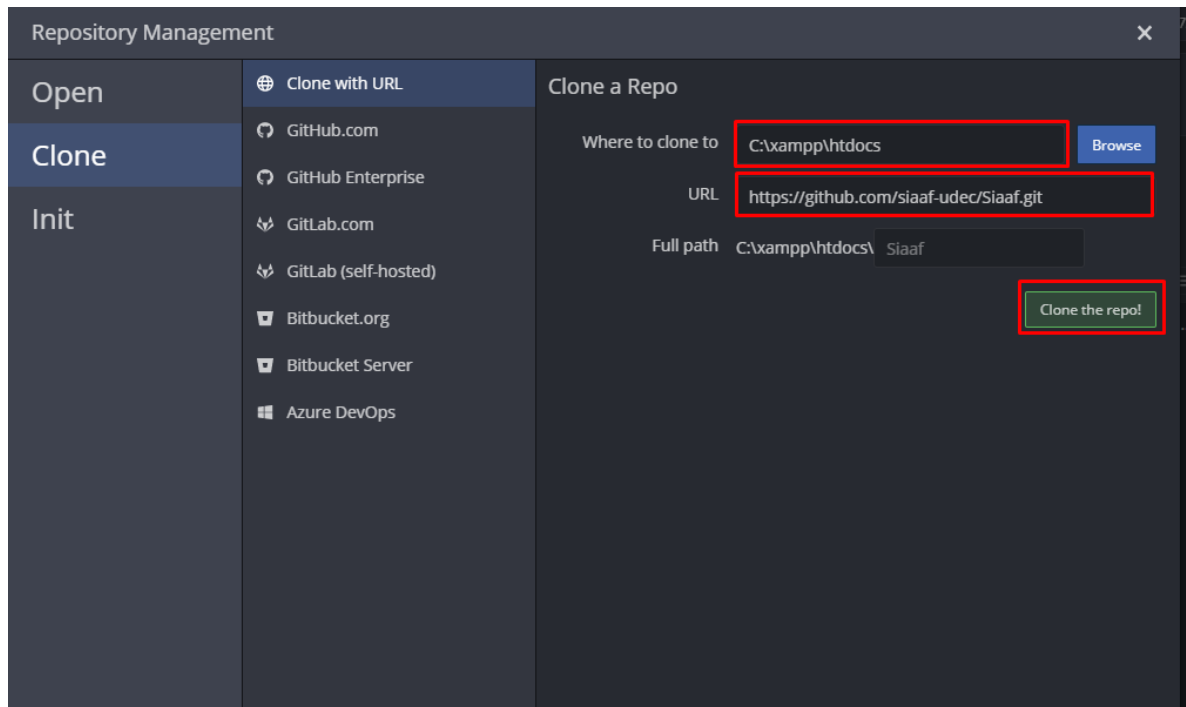 Repository Management
Open
Clone
Init
Clone with URL
GitHub.com
GitHub Enterprise
GitLab.com
GitLab (self-hosted)
Bitbucket.org
Bitbucket Server
Azure DevOps
Clone a Repo
Where to clone to C:\xampp\htdocs Browse
URL https://github.com/siaaf-udec/Siaaf.git
Full path C:\xampp\htdocs\ Siaaf
Clone the repo!